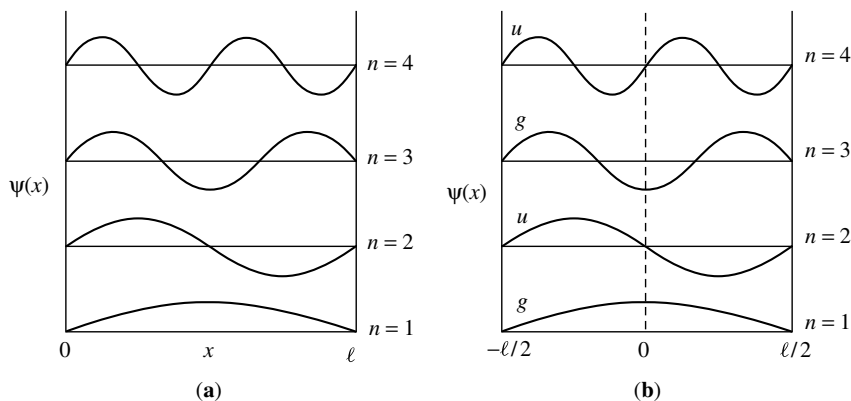 n = 4
n = 3
ψ(x)
n = 2
n = 1
0
x
ℓ
(a)
u
n = 4
g
n = 3
ψ(x)
u
n = 2
g
n = 1
−ℓ/2
0
ℓ/2
(b)